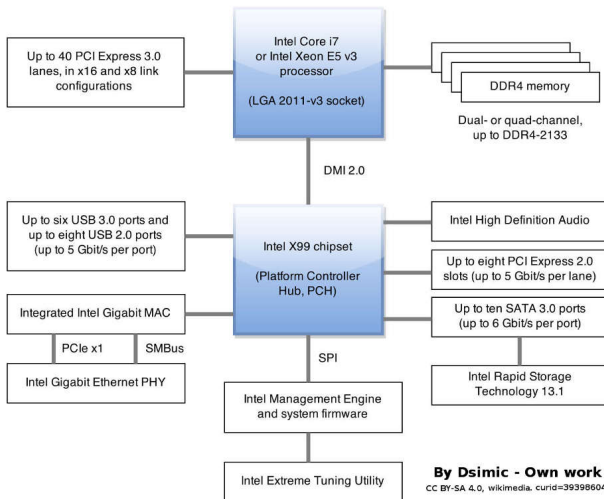 Up to 40 PCI Express 3.0
lanes, in x16 and x8 link
configurations
Intel Core i7
or Intel Xeon E5 v3
processor
(LGA 2011-v3 socket)
DDR4 memory
Dual- or quad-channel,
up to DDR4-2133
DMI 2.0
Up to six USB 3.0 ports and
up to eight USB 2.0 ports
(up to 5 Gbit/s per port)
Intel X99 chipset
(Platform Controller
Hub, PCH)
Intel High Definition Audio
Up to eight PCI Express 2.0
slots (up to 5 Gbit/s per lane)
Integrated Intel Gigabit MAC
Up to ten SATA 3.0 ports
(up to 6 Gbit/s per port)
PCIe x1
SMBus
SPI
Intel Gigabit Ethernet PHY
Intel Rapid Storage
Technology 13.1
Intel Management Engine
and system firmware
Intel Extreme Tuning Utility
By Dsimic - Own work
CC BY-SA 4.0, wikimedia. curid=39398604